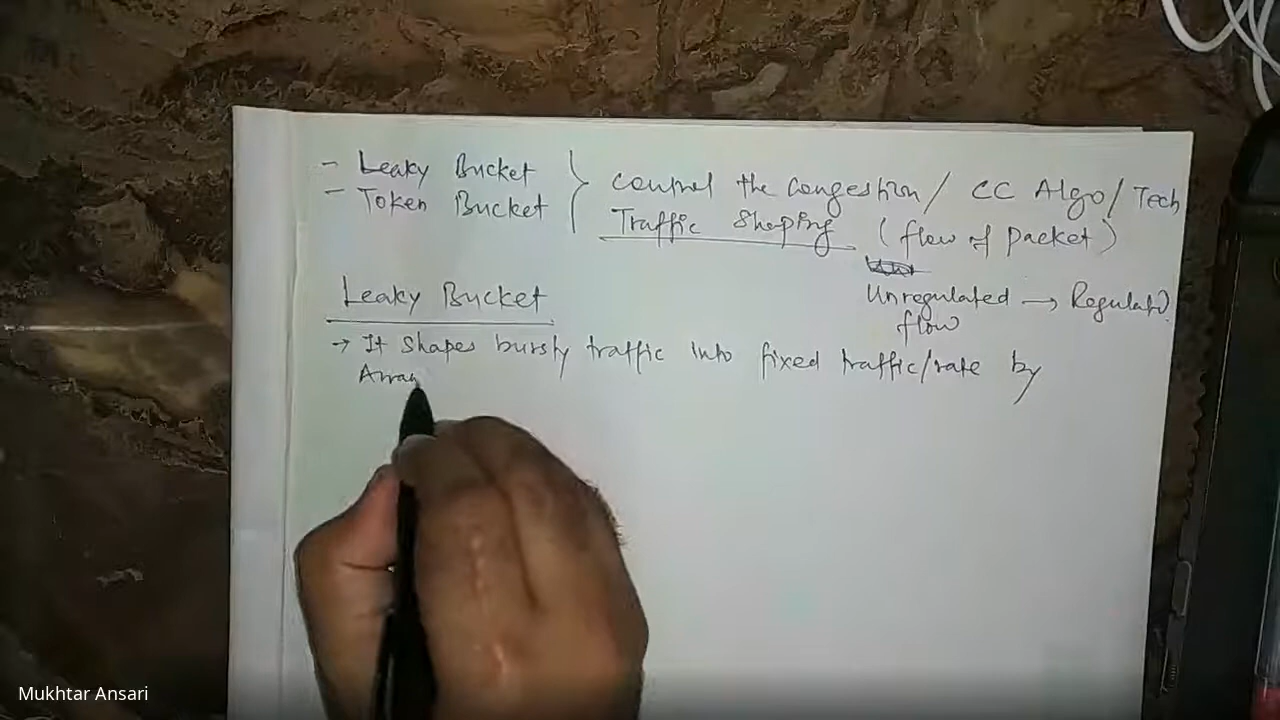 - Leaky Bucket
- Token Bucket
control the Congestion / CC Algo / Tech
Traffic Shaping (flow of Packet)
Leaky Bucket
Unregulated → Regulated
flow
→ It shapes bursty traffic into fixed traffic/rate by
Mukhtar Ansari